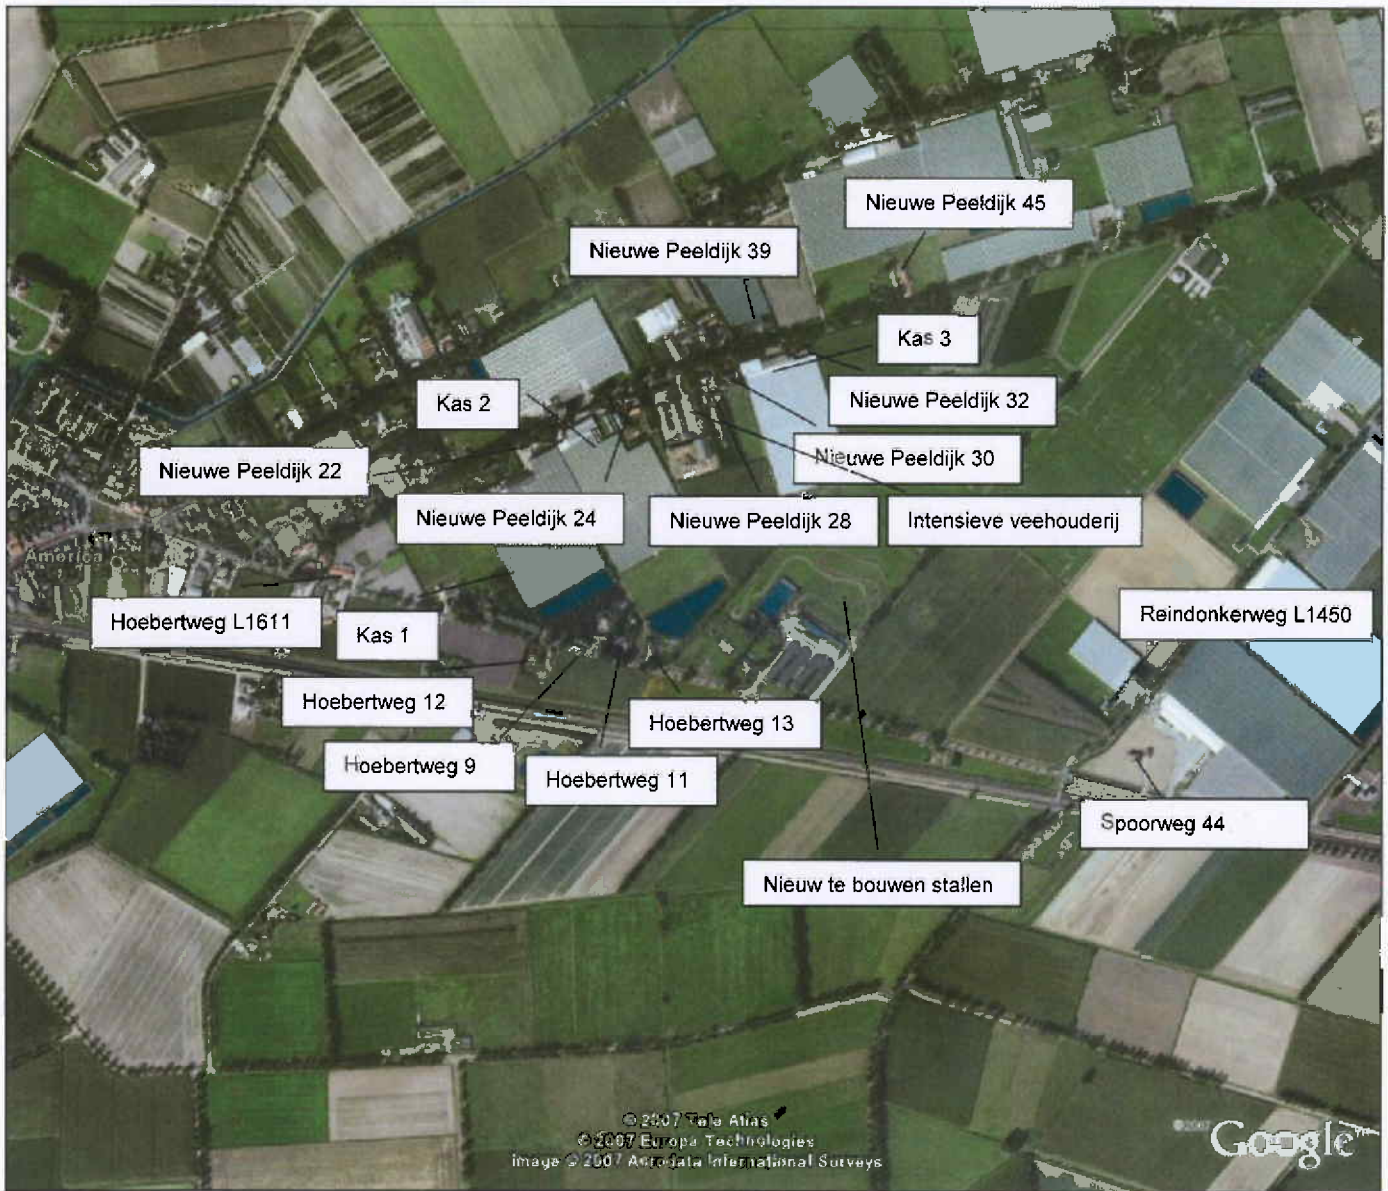 Nieuwe Peeldijk 45
Nieuwe Peeldijk 39
Kas 3
Kas 2
Nieuwe Peeldijk 32
Nieuwe Peeldijk 22
Nieuwe Peeldijk 30
Nieuwe Peeldijk 24
Nieuwe Peeldijk 28
Intensieve veehouderij
America
Hoebertweg L1611
Kas 1
Reindonkerweg L1450
Hoebertweg 12
Hoebertweg 13
Hoebertweg 9
Hoebertweg 11
Spoorweg 44
Nieuw te bouwen stallen
© 2007 Tele Atlas
© 2007 Europa Technologies
Image © 2007 Aerodata International Surveys
©2007 Google™